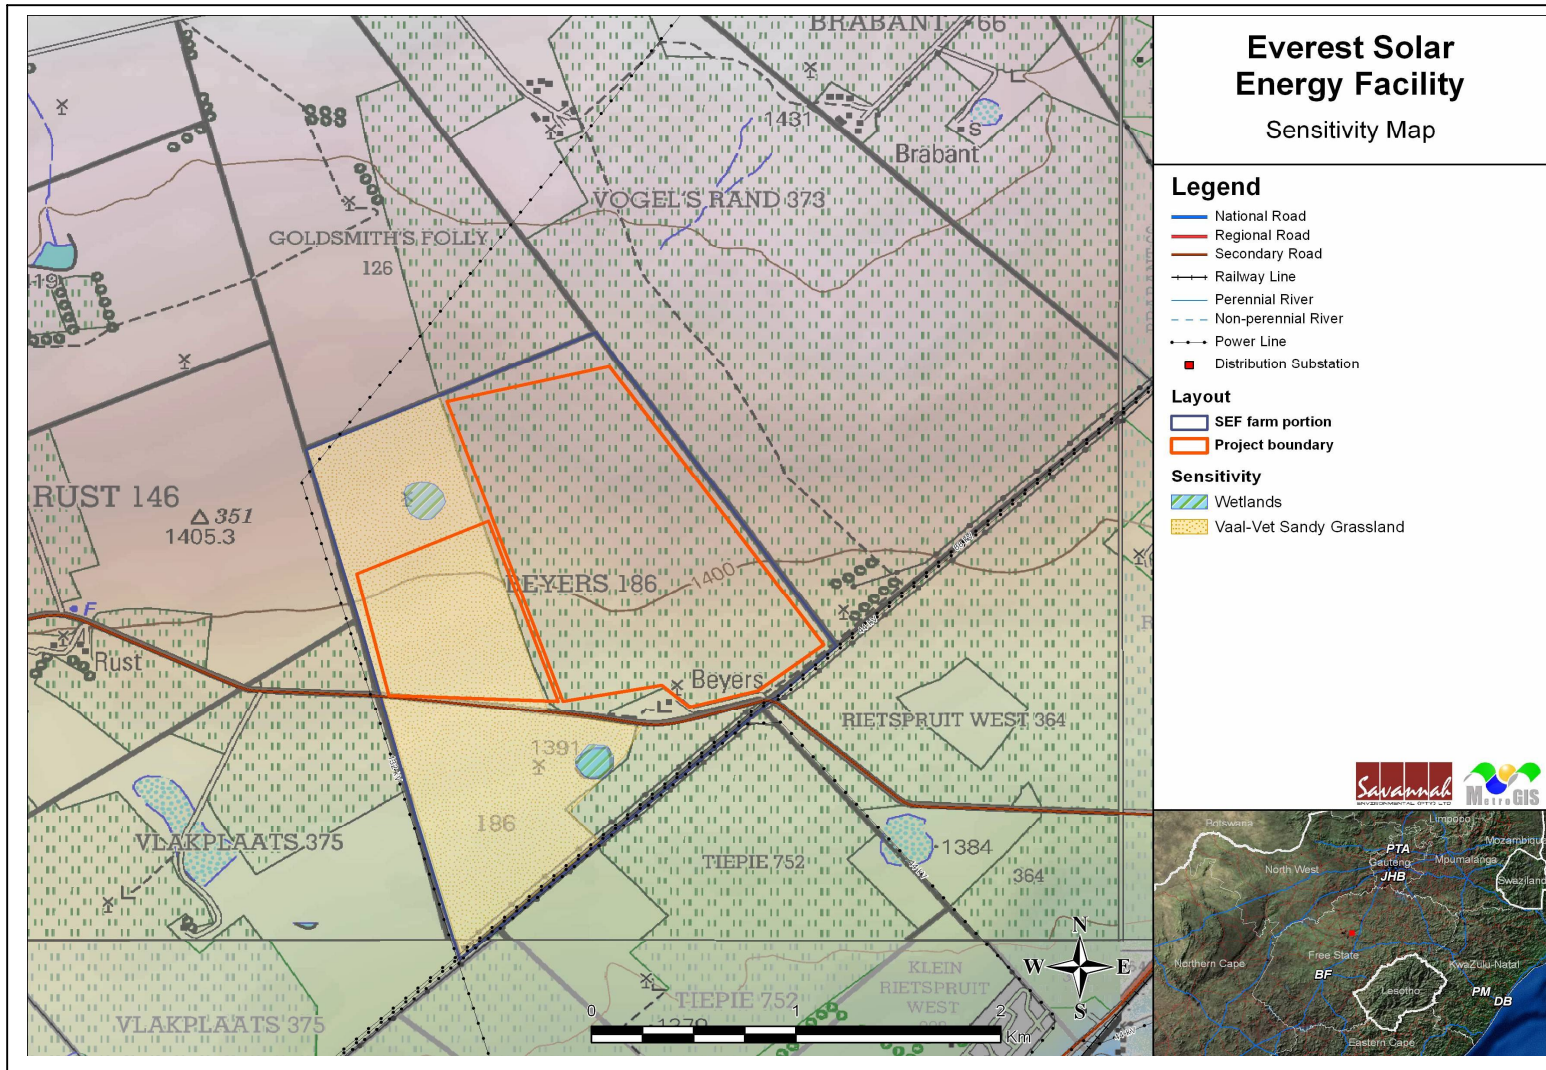 BRABANT 66
1431
Brabant
S
VOGEL'S RAND 373
GOLDSMITH'S FOLLY
126
RUST 146
351
1405.3
BEYERS 186
1400
F
Rust
Beyers
RIETSPRUIT WEST 364
1391
186
VLAKPLAATS 375
TIEPIE 752
1384
364
TIEPIE 752
KLEIN
RIETSPRUIT
WEST
VLAKPLAATS 375
N
W E
S
0 1 2
Km
Everest Solar
Energy Facility
Sensitivity Map
Legend
National Road
Regional Road
Secondary Road
Railway Line
Perennial River
Non-perennial River
Power Line
Distribution Substation
Layout
SEF farm portion
Project boundary
Sensitivity
Wetlands
Vaal-Vet Sandy Grassland
Savannah
ENVIRONMENTAL (PTY) LTD
MetroGIS
Botswana
Limpopo
Mozambique
PTA
North West
Gauteng
Mpumalanga
JHB
Swaziland
Northern Cape
Free State
KwaZulu-Natal
BF
Lesotho
PM
DB
Eastern Cape